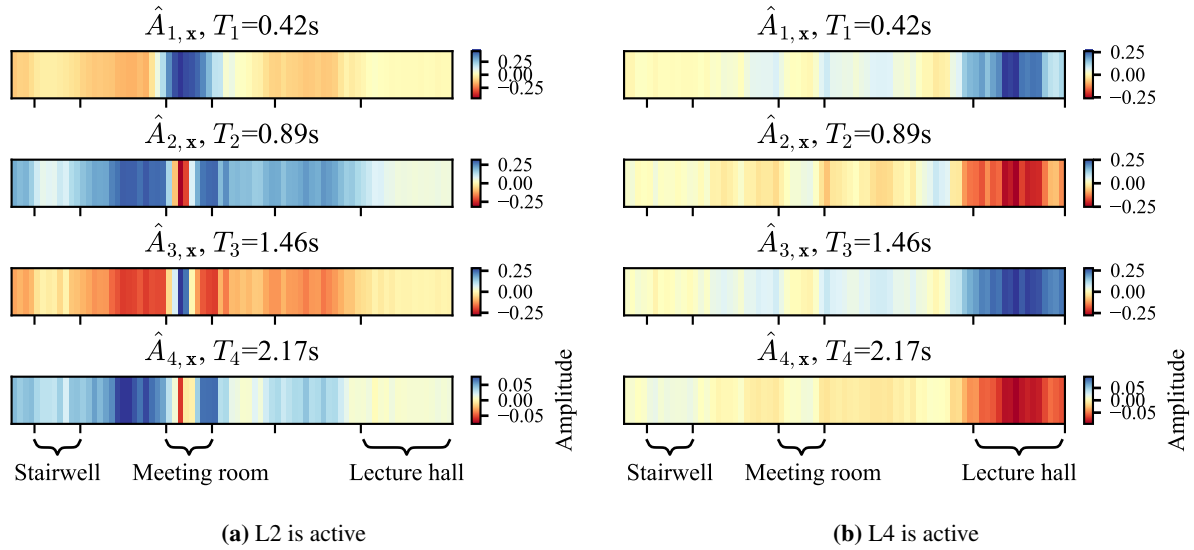 Â1,x, T1=0.42s
0.25
0.00
−0.25
Â2,x, T2=0.89s
0.25
0.00
−0.25
Â3,x, T3=1.46s
0.25
0.00
−0.25
Â4,x, T4=2.17s
0.05
0.00
−0.05
Amplitude
Stairwell
Meeting room
Lecture hall
(a) L2 is active
Â1,x, T1=0.42s
0.25
0.00
−0.25
Â2,x, T2=0.89s
0.25
0.00
−0.25
Â3,x, T3=1.46s
0.25
0.00
−0.25
Â4,x, T4=2.17s
0.05
0.00
−0.05
Amplitude
Stairwell
Meeting room
Lecture hall
(b) L4 is active